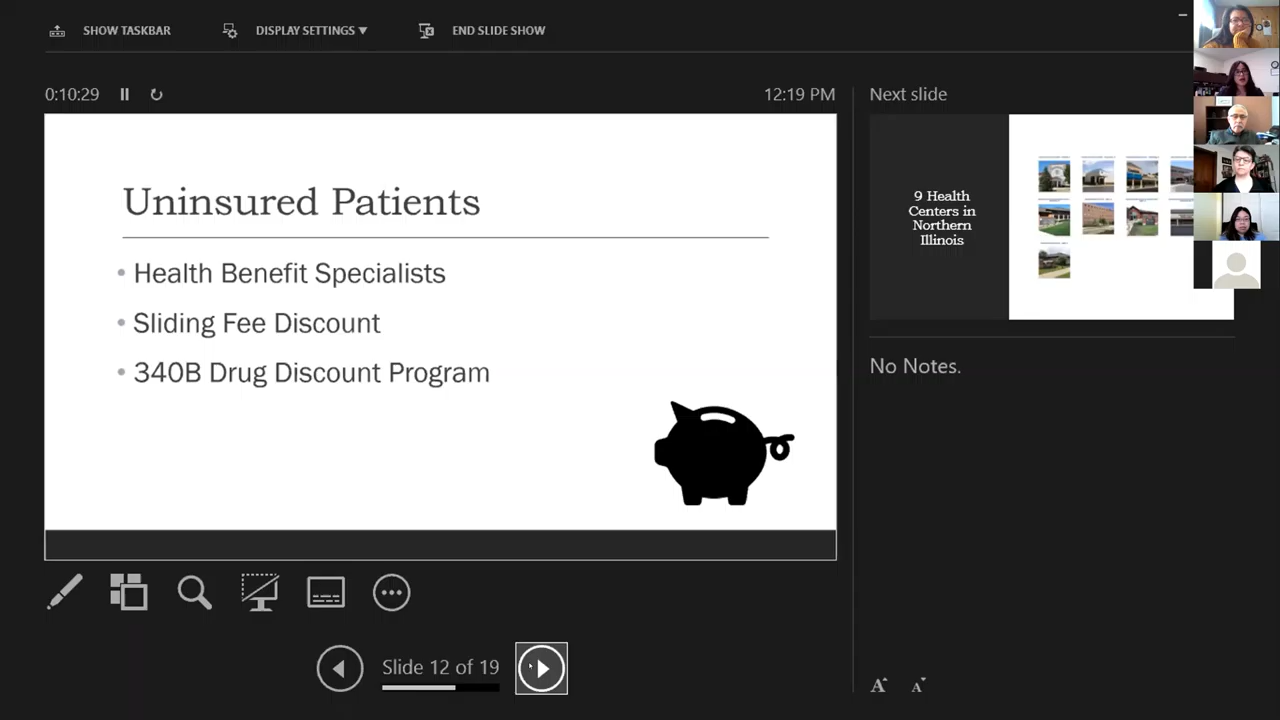 SHOW TASKBAR
DISPLAY SETTINGS ▼
END SLIDE SHOW
0:10:29
12:19 PM
Next slide
Uninsured Patients
• Health Benefit Specialists
• Sliding Fee Discount
• 340B Drug Discount Program
9 Health
Centers in
Northern
Illinois
No Notes.
Slide 12 of 19
A A